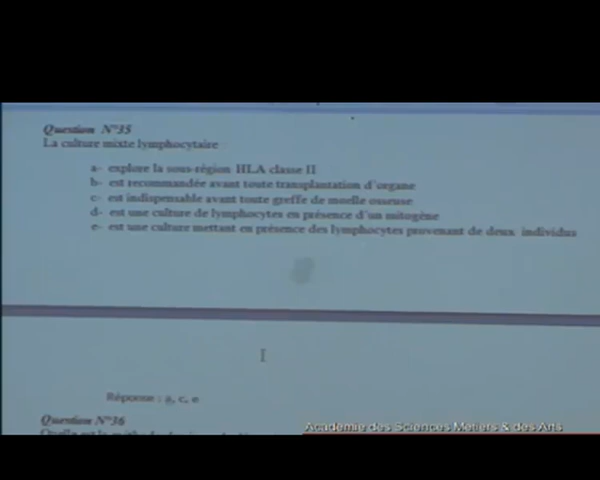 Question N°35
La culture mixte lymphocytaire
a- explore la sous-région HLA classe II
b- est recommandée avant toute transplantation d'organe
c- est indispensable avant toute greffe de moelle osseuse
d- est une culture de lymphocytes en présence d'un mitogène
e- est une culture mettant en présence des lymphocytes provenant de deux individus
Réponse : a, c, e
Question N°36
Academie des Sciences Metiers & des Arts